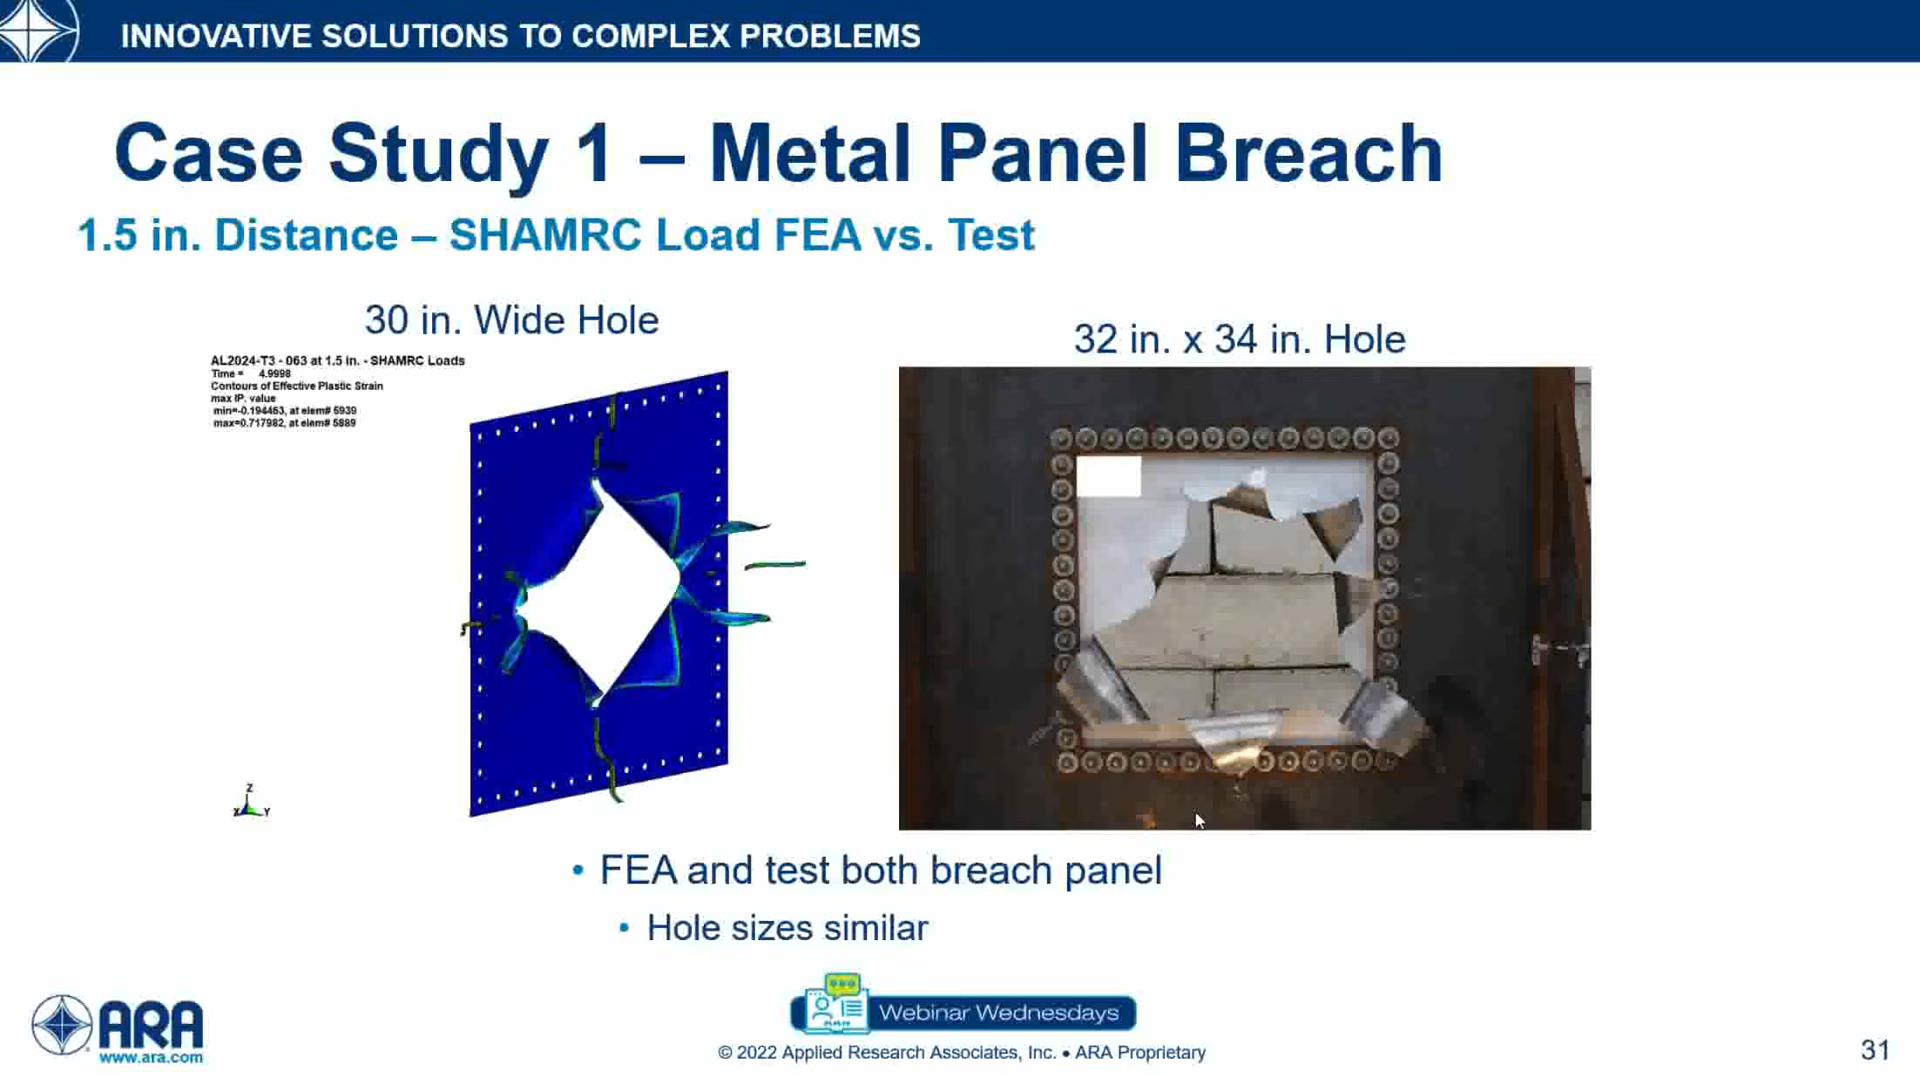 INNOVATIVE SOLUTIONS TO COMPLEX PROBLEMS
Case Study 1 – Metal Panel Breach
1.5 in. Distance – SHAMRC Load FEA vs. Test
30 in. Wide Hole
32 in. x 34 in. Hole
AL2024-T3 - 063 at 1.5 in. - SHAMRC Loads
Time = 4.9998
Contours of Effective Plastic Strain
max IP. value
min=-0.194463, at elem# 6939
max=0.717982, at elem# 5889
Z
X Y
• FEA and test both breach panel
• Hole sizes similar
ARA
www.ara.com
Webinar Wednesdays
© 2022 Applied Research Associates, Inc. • ARA Proprietary
31